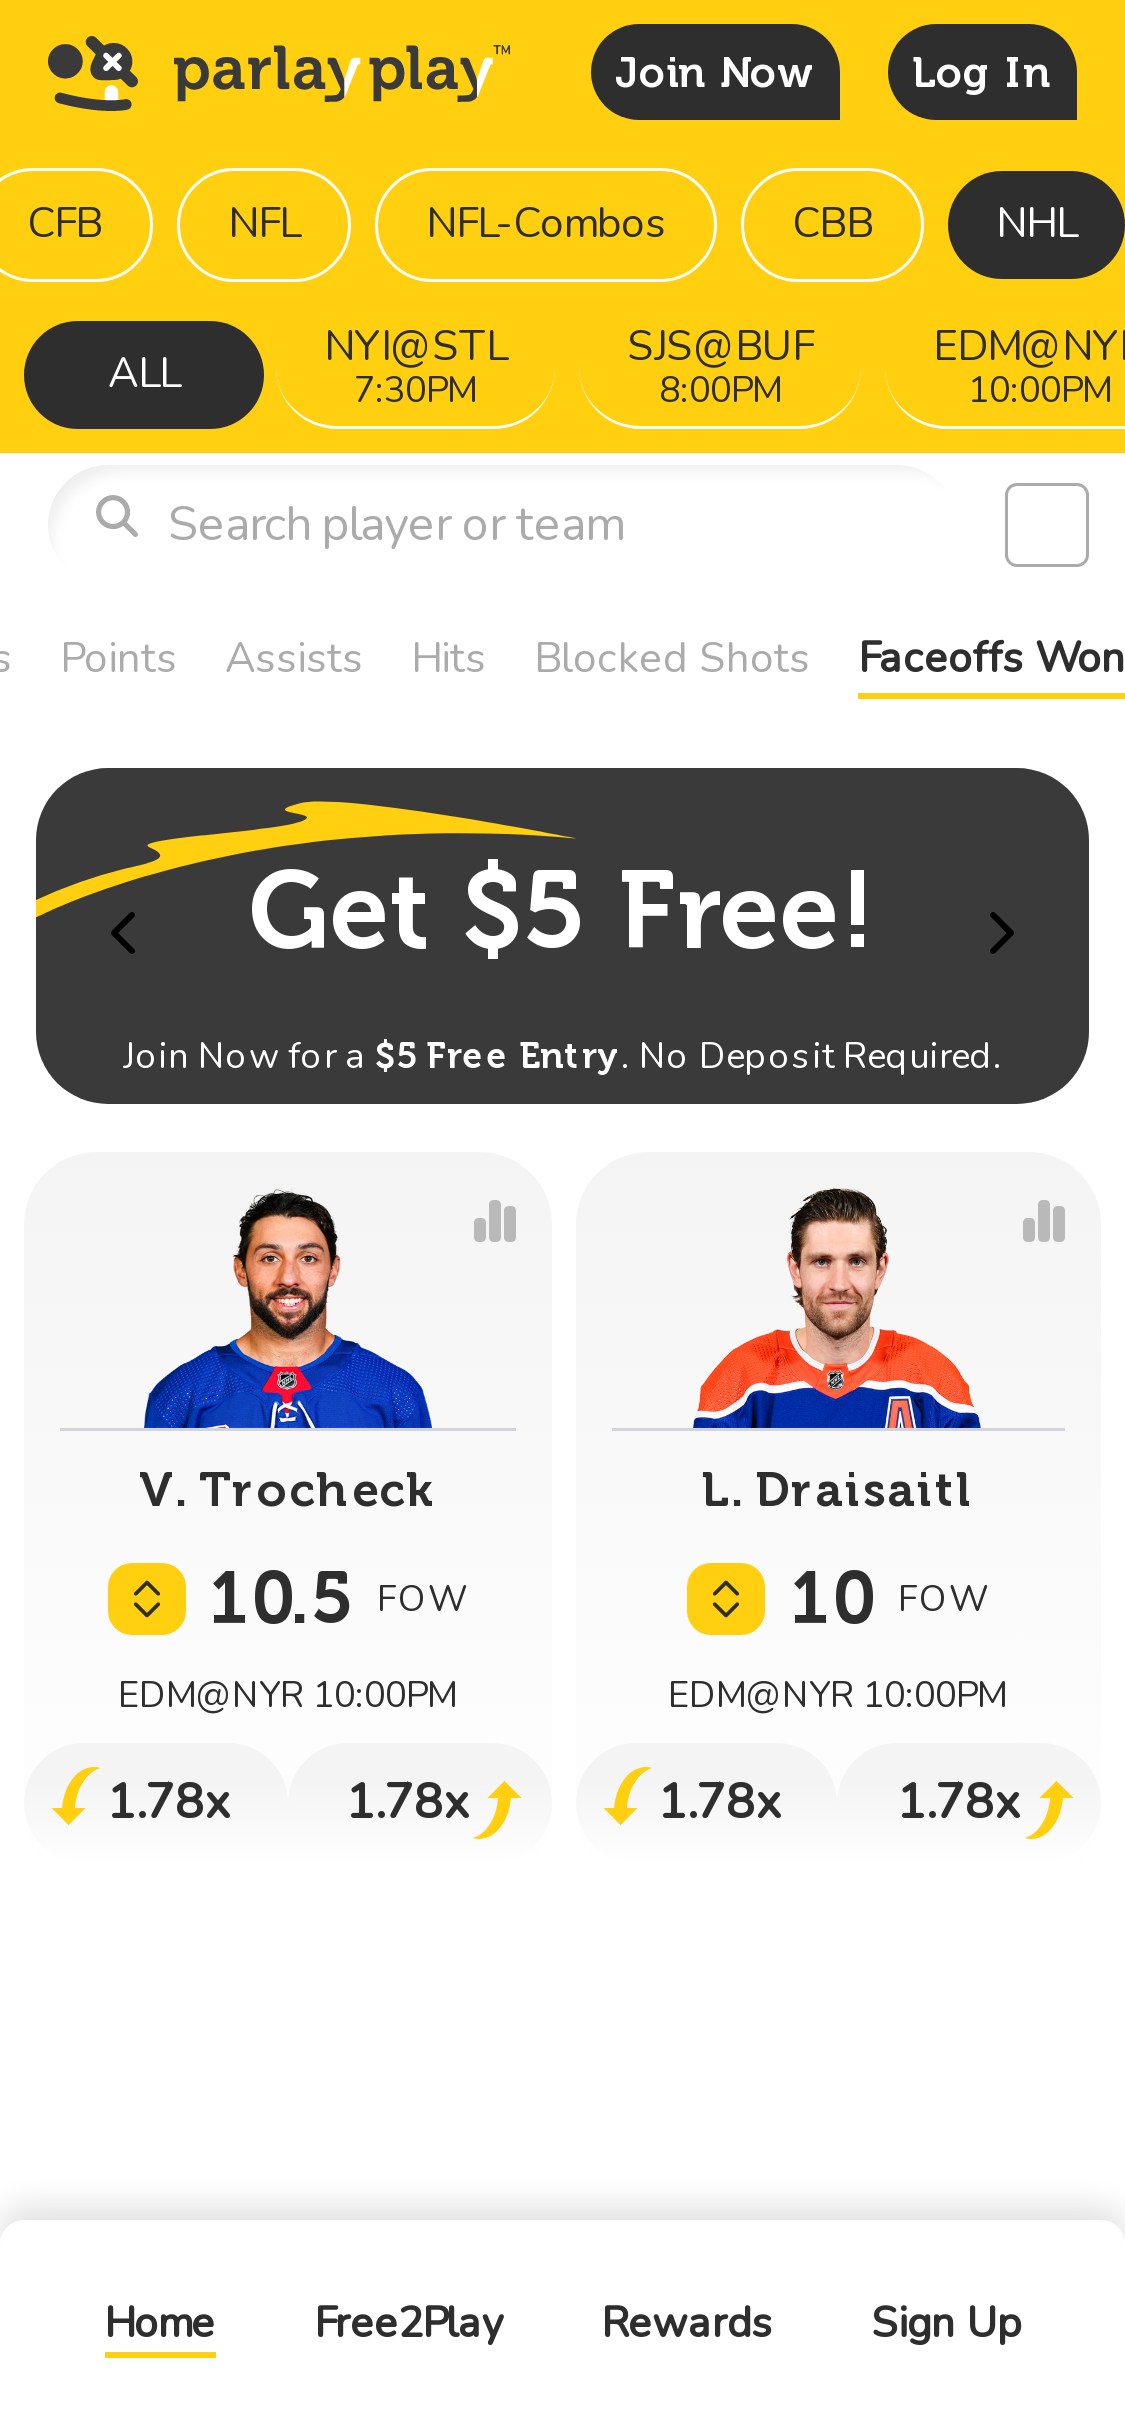 parlayplay™ Join Now Log In
CFB NFL NFL-Combos CBB NHL
ALL NYI@STL SJS@BUF EDM@NY
7:30PM 8:00PM 10:00PM
Search player or team
s Points Assists Hits Blocked Shots Faceoffs Won
Get $5 Free!
Join Now for a $5 Free Entry. No Deposit Required.
V. Trocheck L. Draisaitl
10.5 FOW 10 FOW
EDM@NYR 10:00PM EDM@NYR 10:00PM
1.78x 1.78x 1.78x 1.78x
Home Free2Play Rewards Sign Up